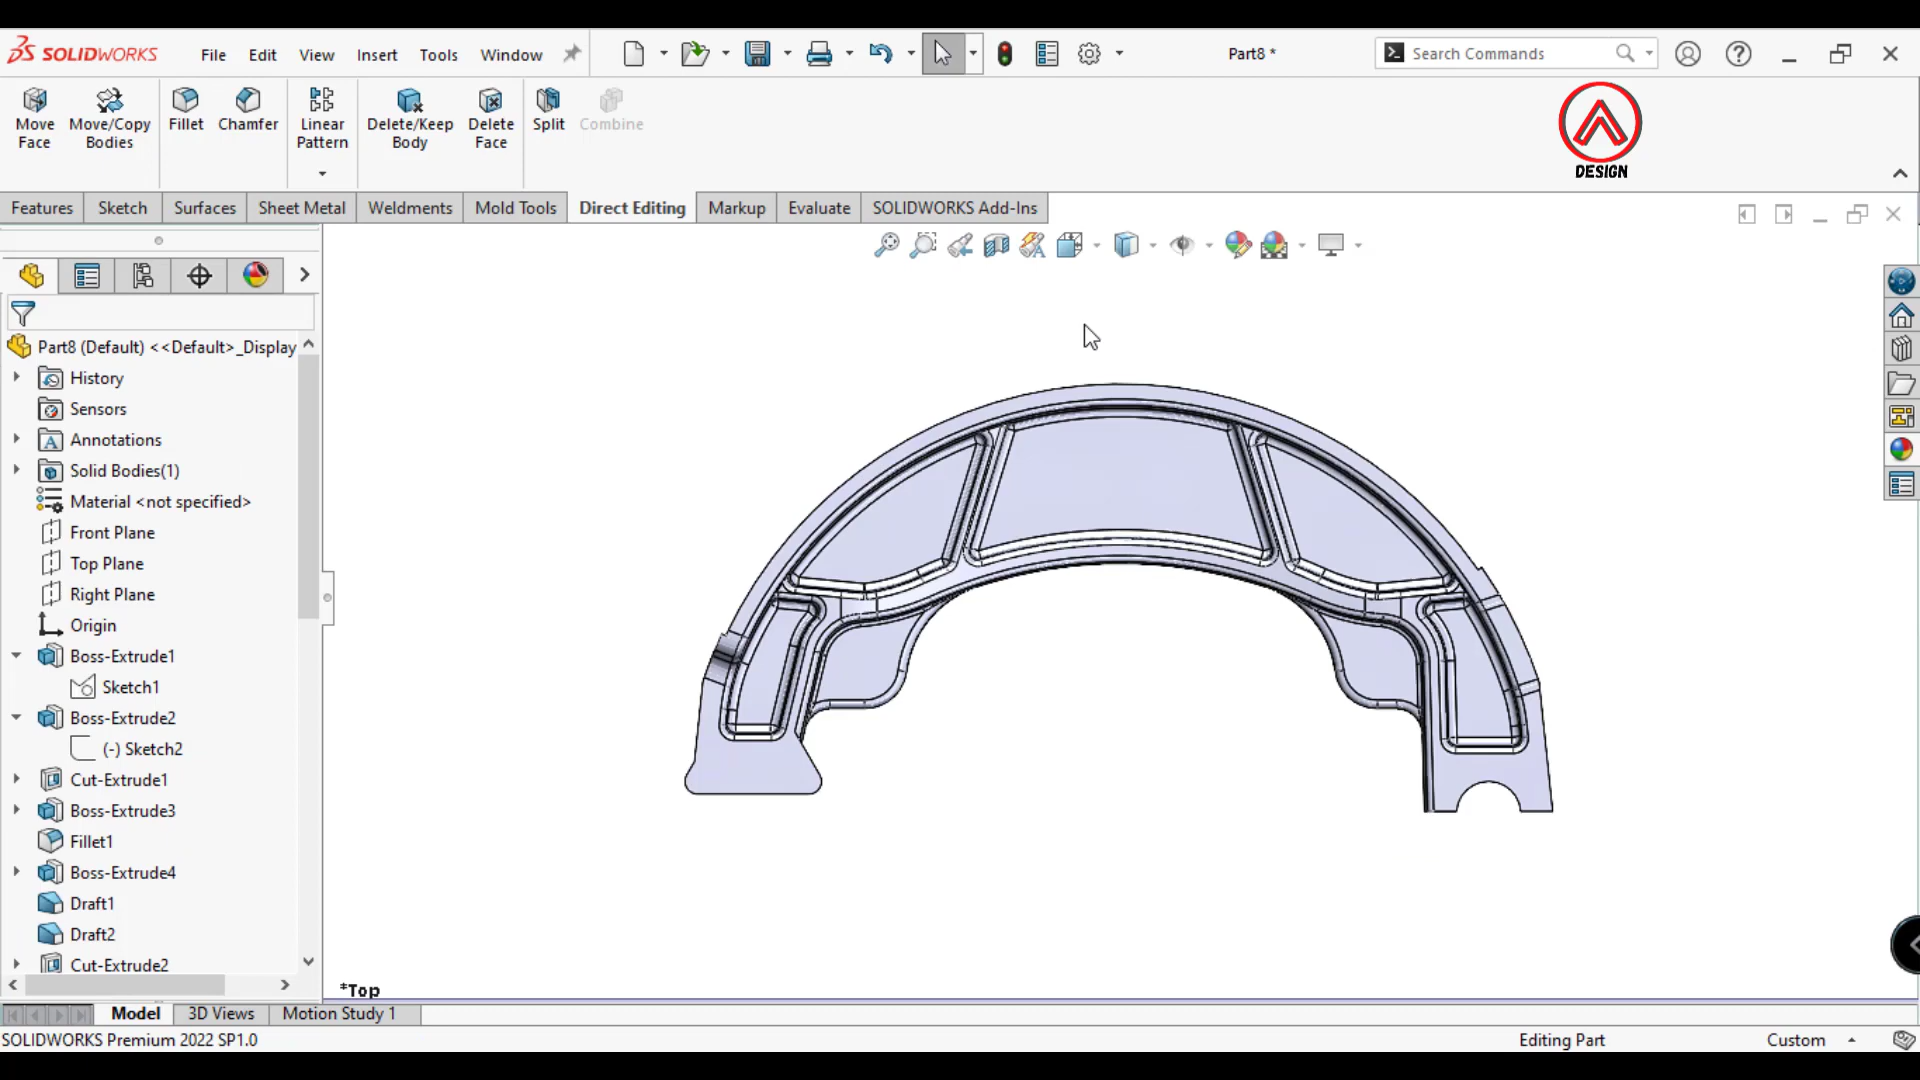 SOLIDWORKS File Edit View Insert Tools Window Part8 * Search Commands
Move Face Move/Copy Bodies Fillet Chamfer Linear Pattern Delete/Keep Body Delete Face Split Combine
DESIGN
Features Sketch Surfaces Sheet Metal Weldments Mold Tools Direct Editing Markup Evaluate SOLIDWORKS Add-Ins
Part8 (Default) <<Default>_Display
History
Sensors
Annotations
Solid Bodies(1)
Material <not specified>
Front Plane
Top Plane
Right Plane
Origin
Boss-Extrude1
Sketch1
Boss-Extrude2
(-) Sketch2
Cut-Extrude1
Boss-Extrude3
Fillet1
Boss-Extrude4
Draft1
Draft2
Cut-Extrude2
*Top
Model 3D Views Motion Study 1
SOLIDWORKS Premium 2022 SP1.0 Editing Part Custom